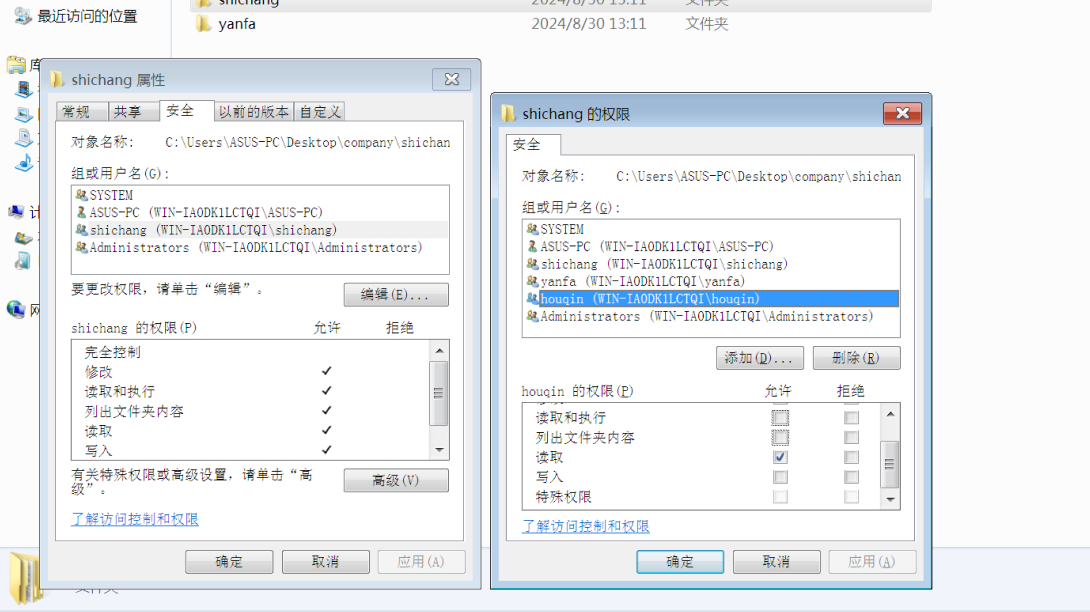 最近访问的位置
shichang 2024/8/30 13:11 文件夹
yanfa 2024/8/30 13:11 文件夹
库
shichang 属性
常规 共享 安全 以前的版本 自定义
对象名称: C:\Users\ASUS-PC\Desktop\company\shichan
组或用户名(G):
SYSTEM
ASUS-PC (WIN-IAODK1LCTQI\ASUS-PC)
shichang (WIN-IAODK1LCTQI\shichang)
Administrators (WIN-IAODK1LCTQI\Administrators)
要更改权限，请单击“编辑”。
编辑(E)...
shichang 的权限(P) 允许 拒绝
完全控制
修改
读取和执行
列出文件夹内容
读取
写入
有关特殊权限或高级设置，请单击“高
级”。
高级(V)
了解访问控制和权限
确定 取消 应用(A)
文件夹
shichang 的权限
安全
对象名称: C:\Users\ASUS-PC\Desktop\company\shichan
组或用户名(G):
SYSTEM
ASUS-PC (WIN-IAODK1LCTQI\ASUS-PC)
shichang (WIN-IAODK1LCTQI\shichang)
yanfa (WIN-IAODK1LCTQI\yanfa)
houqin (WIN-IAODK1LCTQI\houqin)
Administrators (WIN-IAODK1LCTQI\Administrators)
添加(D)... 删除(R)
houqin 的权限(P) 允许 拒绝
读取和执行
列出文件夹内容
读取
写入
特殊权限
了解访问控制和权限
确定 取消 应用(A)